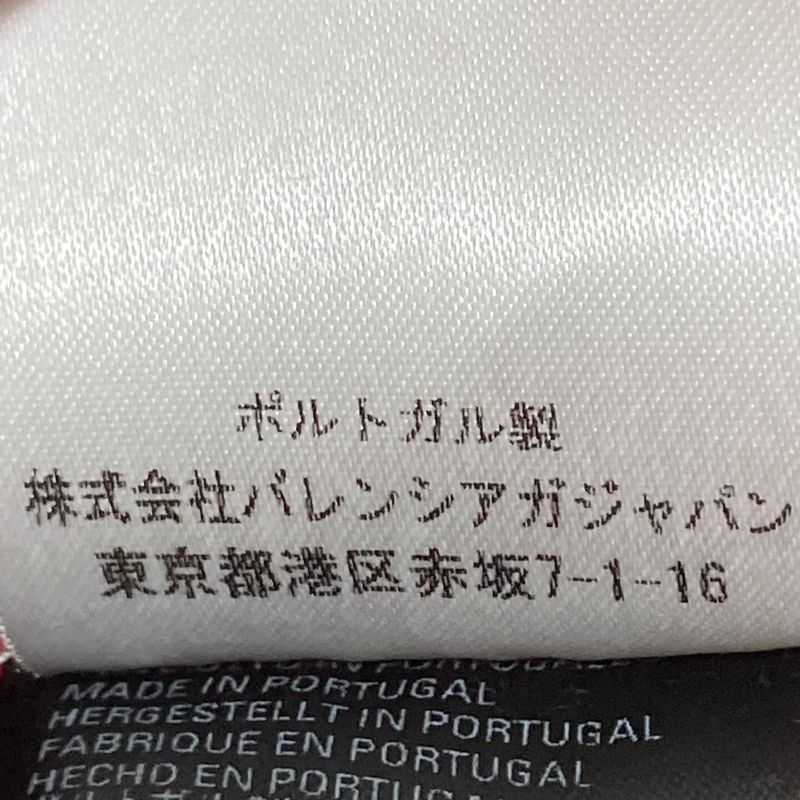 ポルトガル製
株式会社バレンシアガジャパン
東京都港区赤坂7-1-16
MADE IN PORTUGAL
HERGESTELLT IN PORTUGAL
FABRIQUE EN PORTUGAL
HECHO EN PORTUGAL